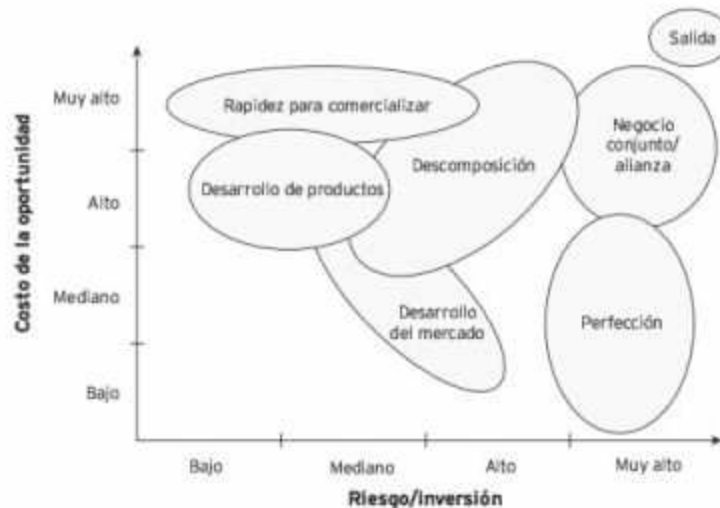 Salida
Muy alto
Rapidez para comercializar
Negocio
conjunto/
alianza
Descomposición
Desarrollo de productos
Alto
Costo de la oportunidad
Mediano
Desarrollo
del mercado
Perfección
Bajo
Bajo
Mediano
Alto
Muy alto
Riesgo/inversión